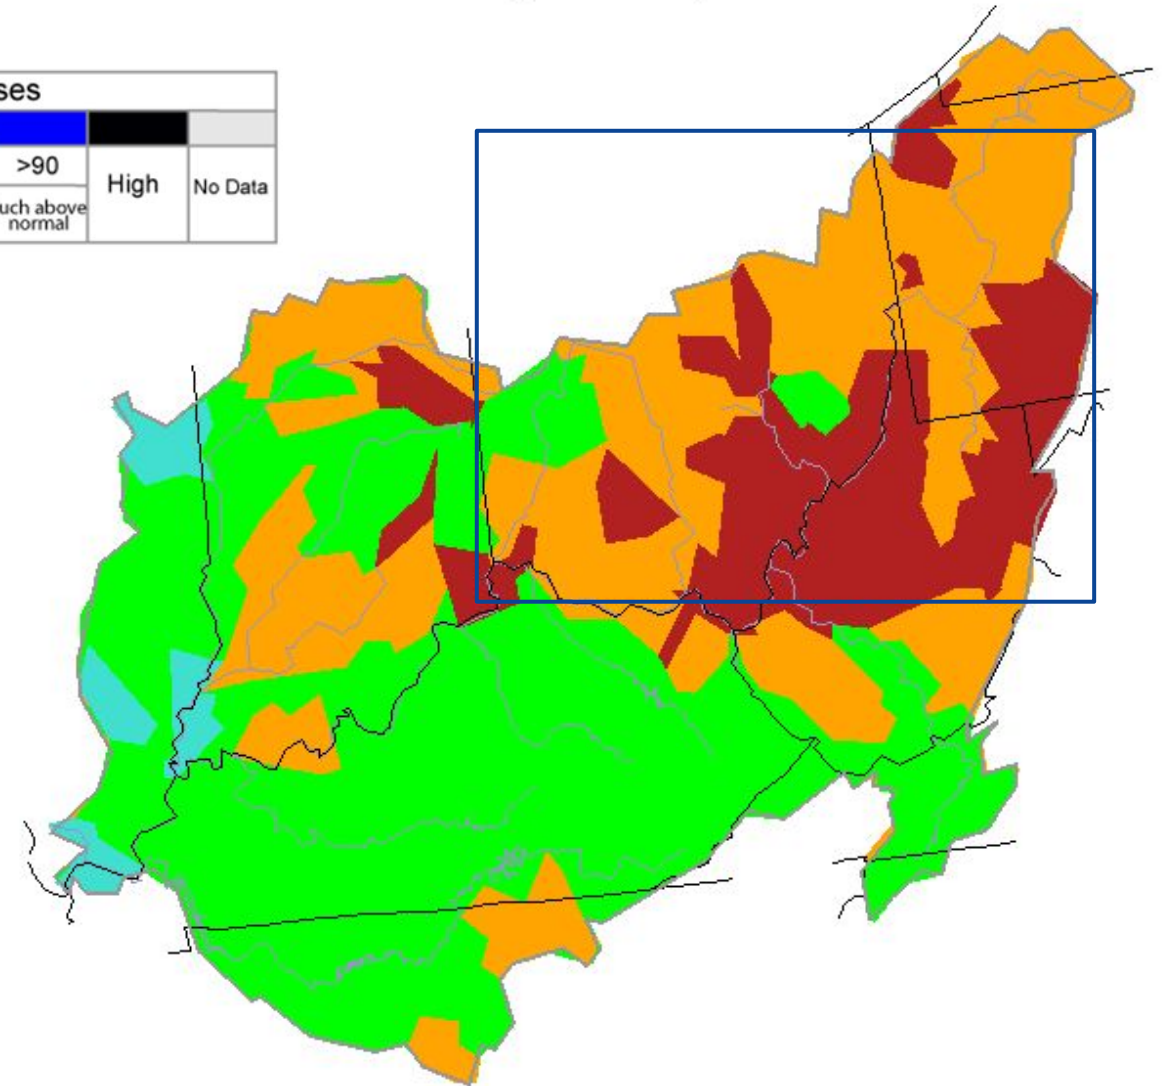 ses
>90
High
No Data
uch above
normal